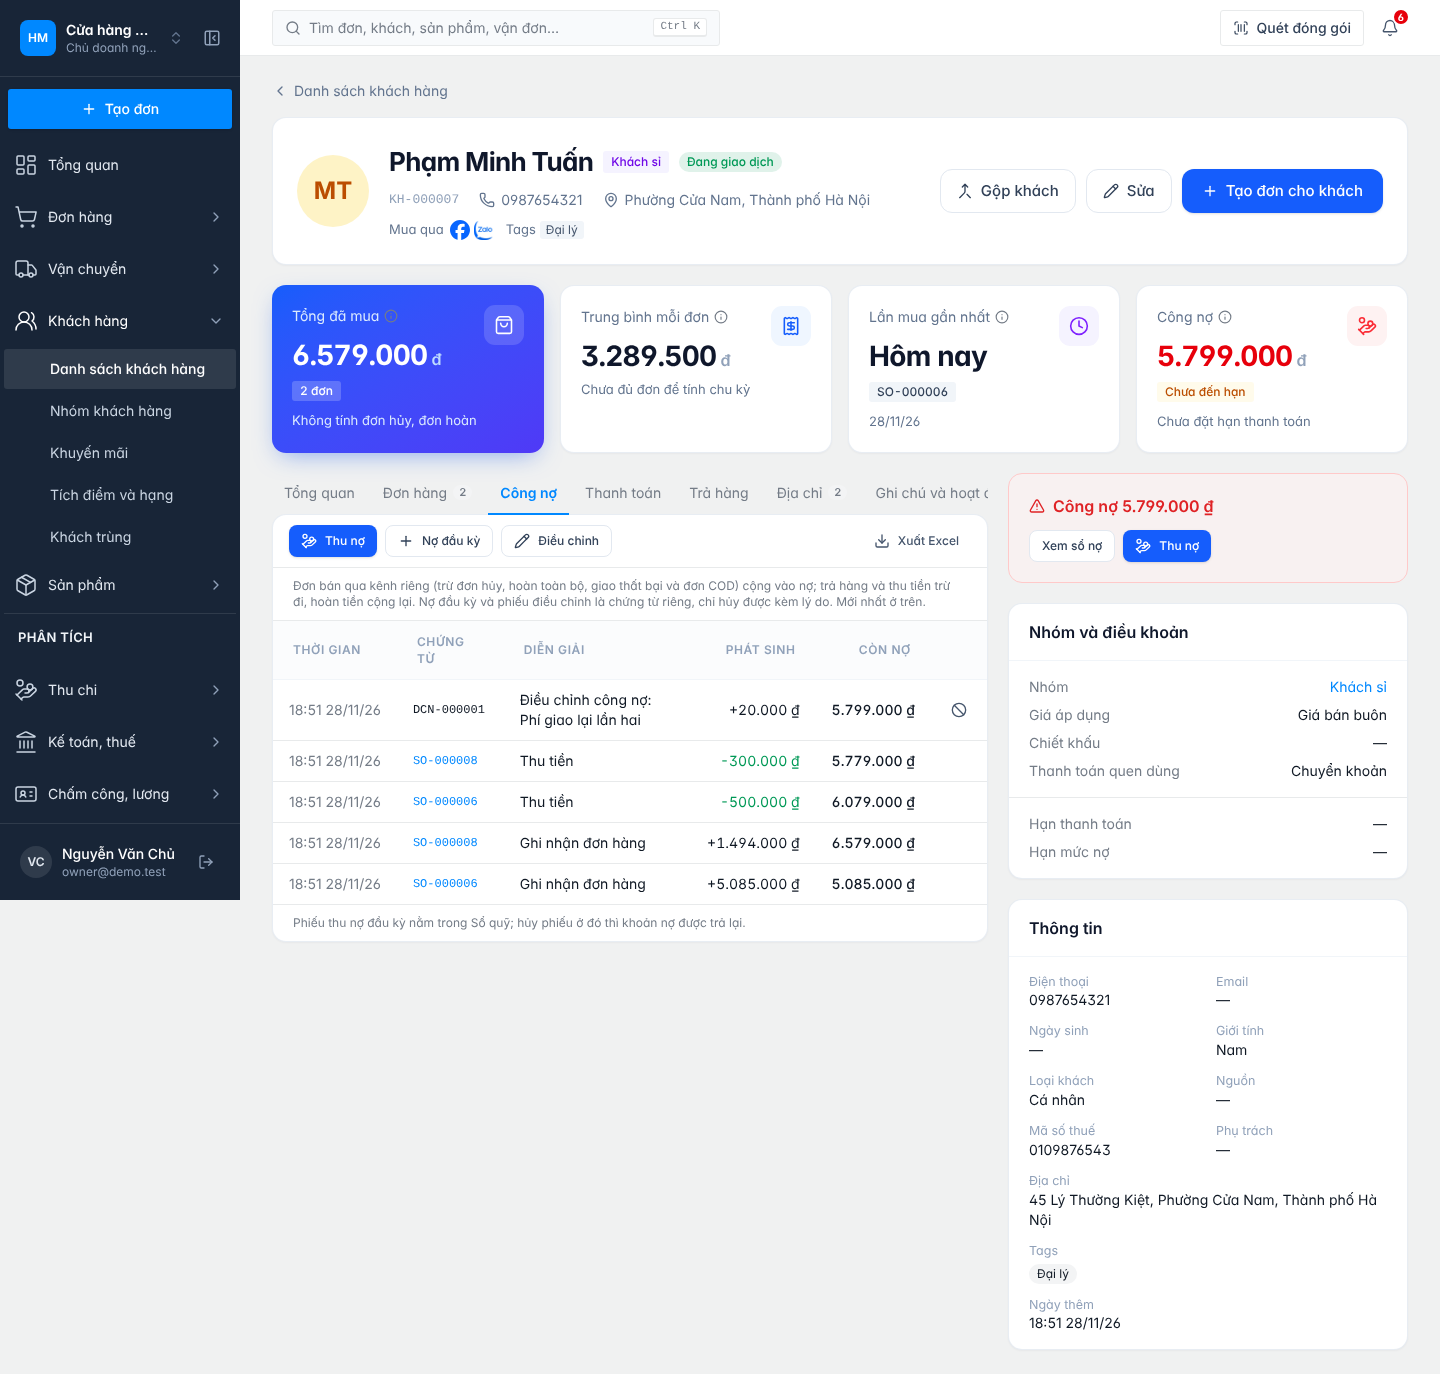 HM
Cửa hàng ...
Chủ doanh ng...
Tìm đơn, khách, sản phẩm, vận đơn...
Ctrl K
Quét đóng gói
6
Tạo đơn
Tổng quan
Đơn hàng
Vận chuyển
Khách hàng
Danh sách khách hàng
Nhóm khách hàng
Khuyến mãi
Tích điểm và hạng
Khách trùng
Sản phẩm
PHÂN TÍCH
Thu chi
Kế toán, thuế
Chấm công, lương
VC
Nguyễn Văn Chủ
owner@demo.test
Danh sách khách hàng
MT
Phạm Minh Tuấn
Khách sỉ
Đang giao dịch
KH-000007
0987654321
Phường Cửa Nam, Thành phố Hà Nội
Mua qua
Zalo
Tags
Đại lý
Gộp khách
Sửa
Tạo đơn cho khách
Tổng đã mua
6.579.000 đ
2 đơn
Không tính đơn hủy, đơn hoàn
Trung bình mỗi đơn
3.289.500 đ
Chưa đủ đơn để tính chu kỳ
Lần mua gần nhất
Hôm nay
SO-000006
28/11/26
Công nợ
5.799.000 đ
Chưa đến hạn
Chưa đặt hạn thanh toán
Tổng quan
Đơn hàng 2
Công nợ
Thanh toán
Trả hàng
Địa chỉ 2
Ghi chú và hoạt
Thu nợ
Nợ đầu kỳ
Điều chỉnh
Xuất Excel
Đơn bán qua kênh riêng (trừ đơn hủy, hoàn toàn bộ, giao thất bại và đơn COD) cộng vào nợ; trả hàng và thu tiền trừ
đi, hoàn tiền cộng lại. Nợ đầu kỳ và phiếu điều chỉnh là chứng từ riêng, chỉ hủy được kèm lý do. Mới nhất ở trên.
THỜI GIAN
CHỨNG
TỪ
DIỄN GIẢI
PHÁT SINH
CÒN NỢ
18:51 28/11/26
DCN-000001
Điều chỉnh công nợ:
Phí giao lại lần hai
+20.000 ₫
5.799.000 ₫
18:51 28/11/26
SO-000008
Thu tiền
-300.000 ₫
5.779.000 ₫
18:51 28/11/26
SO-000006
Thu tiền
-500.000 ₫
6.079.000 ₫
18:51 28/11/26
SO-000008
Ghi nhận đơn hàng
+1.494.000 ₫
6.579.000 ₫
18:51 28/11/26
SO-000006
Ghi nhận đơn hàng
+5.085.000 ₫
5.085.000 ₫
Phiếu thu nợ đầu kỳ nằm trong Sổ quỹ; hủy phiếu ở đó thì khoản nợ được trả lại.
Công nợ 5.799.000 ₫
Xem sổ nợ
Thu nợ
Nhóm và điều khoản
Nhóm
Khách sỉ
Giá áp dụng
Giá bán buôn
Chiết khấu
—
Thanh toán quen dùng
Chuyển khoản
Hạn thanh toán
—
Hạn mức nợ
—
Thông tin
Điện thoại
0987654321
Email
—
Ngày sinh
—
Giới tính
Nam
Loại khách
Cá nhân
Nguồn
—
Mã số thuế
0109876543
Phụ trách
—
Địa chỉ
45 Lý Thường Kiệt, Phường Cửa Nam, Thành phố Hà
Nội
Tags
Đại lý
Ngày thêm
18:51 28/11/26